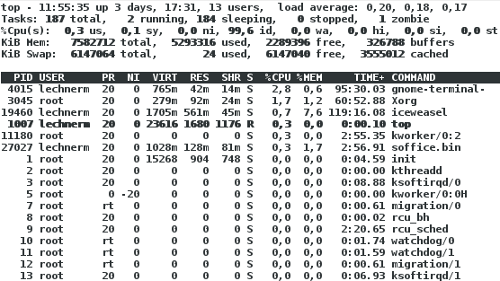 top - 11:55:35 up 3 days, 17:31, 13 users,  load average: 0,20, 0,18, 0,17
Tasks: 187 total,   2 running, 184 sleeping,   0 stopped,   1 zombie
%Cpu(s):  0,3 us,  0,1 sy,  0,0 ni, 99,6 id,  0,0 wa,  0,0 hi,  0,0 si,  0,0 st
KiB Mem:   7582712 total,  5293316 used,  2289396 free,   326788 buffers
KiB Swap:  6147064 total,       24 used,  6147040 free,  3555012 cached
PID USER PR NI VIRT RES SHR S %CPU %MEM TIME+ COMMAND
4015 lechnerm 20 0 765m 42m 14m S 2,8 0,6 95:30.03 gnome-terminal-
3045 root 20 0 279m 92m 24m S 1,7 1,2 60:52.88 Xorg
19460 lechnerm 20 0 1705m 561m 45m S 0,7 7,6 119:16.08 iceweasel
1007 lechnerm 20 0 23616 1680 1176 R 0,3 0,0 0:00.10 top
11180 root 20 0 0 0 0 S 0,3 0,0 2:55.35 kworker/0:2
27027 lechnerm 20 0 1028m 128m 81m S 0,3 1,7 2:56.91 soffice.bin
1 root 20 0 15268 904 748 S 0,0 0,0 0:04.59 init
2 root 20 0 0 0 0 S 0,0 0,0 0:00.00 kthreadd
3 root 20 0 0 0 0 S 0,0 0,0 0:08.88 ksoftirqd/0
5 root 0 -20 0 0 0 S 0,0 0,0 0:00.00 kworker/0:0H
7 root rt 0 0 0 0 S 0,0 0,0 0:00.61 migration/0
8 root 20 0 0 0 0 S 0,0 0,0 0:00.02 rcu_bh
9 root 20 0 0 0 0 S 0,0 0,0 2:20.65 rcu_sched
10 root rt 0 0 0 0 S 0,0 0,0 0:01.74 watchdog/0
11 root rt 0 0 0 0 S 0,0 0,0 0:01.59 watchdog/1
12 root rt 0 0 0 0 S 0,0 0,0 0:00.61 migration/1
13 root 20 0 0 0 0 S 0,0 0,0 0:06.93 ksoftirqd/1